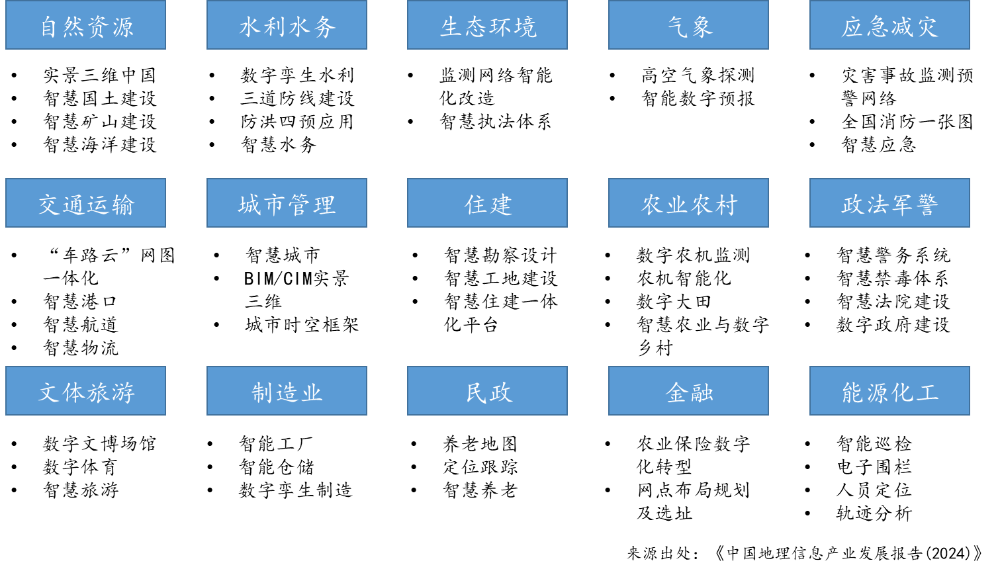 自然资源
实景三维中国
智慧国土建设
智慧矿山建设
智慧海洋建设
水利水务
数字孪生水利
三道防线建设
防洪四预应用
智慧水务
生态环境
监测网络智能
化改造
智慧执法体系
气象
高空气象探测
智能数字预报
应急减灾
灾害事故监测预
警网络
全国消防一张图
智慧应急
交通运输
“车路云”网图
一体化
智慧港口
智慧航道
智慧物流
城市管理
智慧城市
BIM/CIM实景
三维
城市时空框架
住建
智慧勘察设计
智慧工地建设
智慧住建一体
化平台
农业农村
数字农机监测
农机智能化
数字大田
智慧农业与数字
乡村
政法军警
智慧警务系统
智慧禁毒体系
智慧法院建设
数字政府建设
文体旅游
数字文博场馆
数字体育
智慧旅游
制造业
智能工厂
智能仓储
数字孪生制造
民政
养老地图
定位跟踪
智慧养老
金融
农业保险数字
化转型
网点布局规划
及选址
能源化工
智能巡检
电子围栏
人员定位
轨迹分析
来源出处：《中国地理信息产业发展报告(2024)》